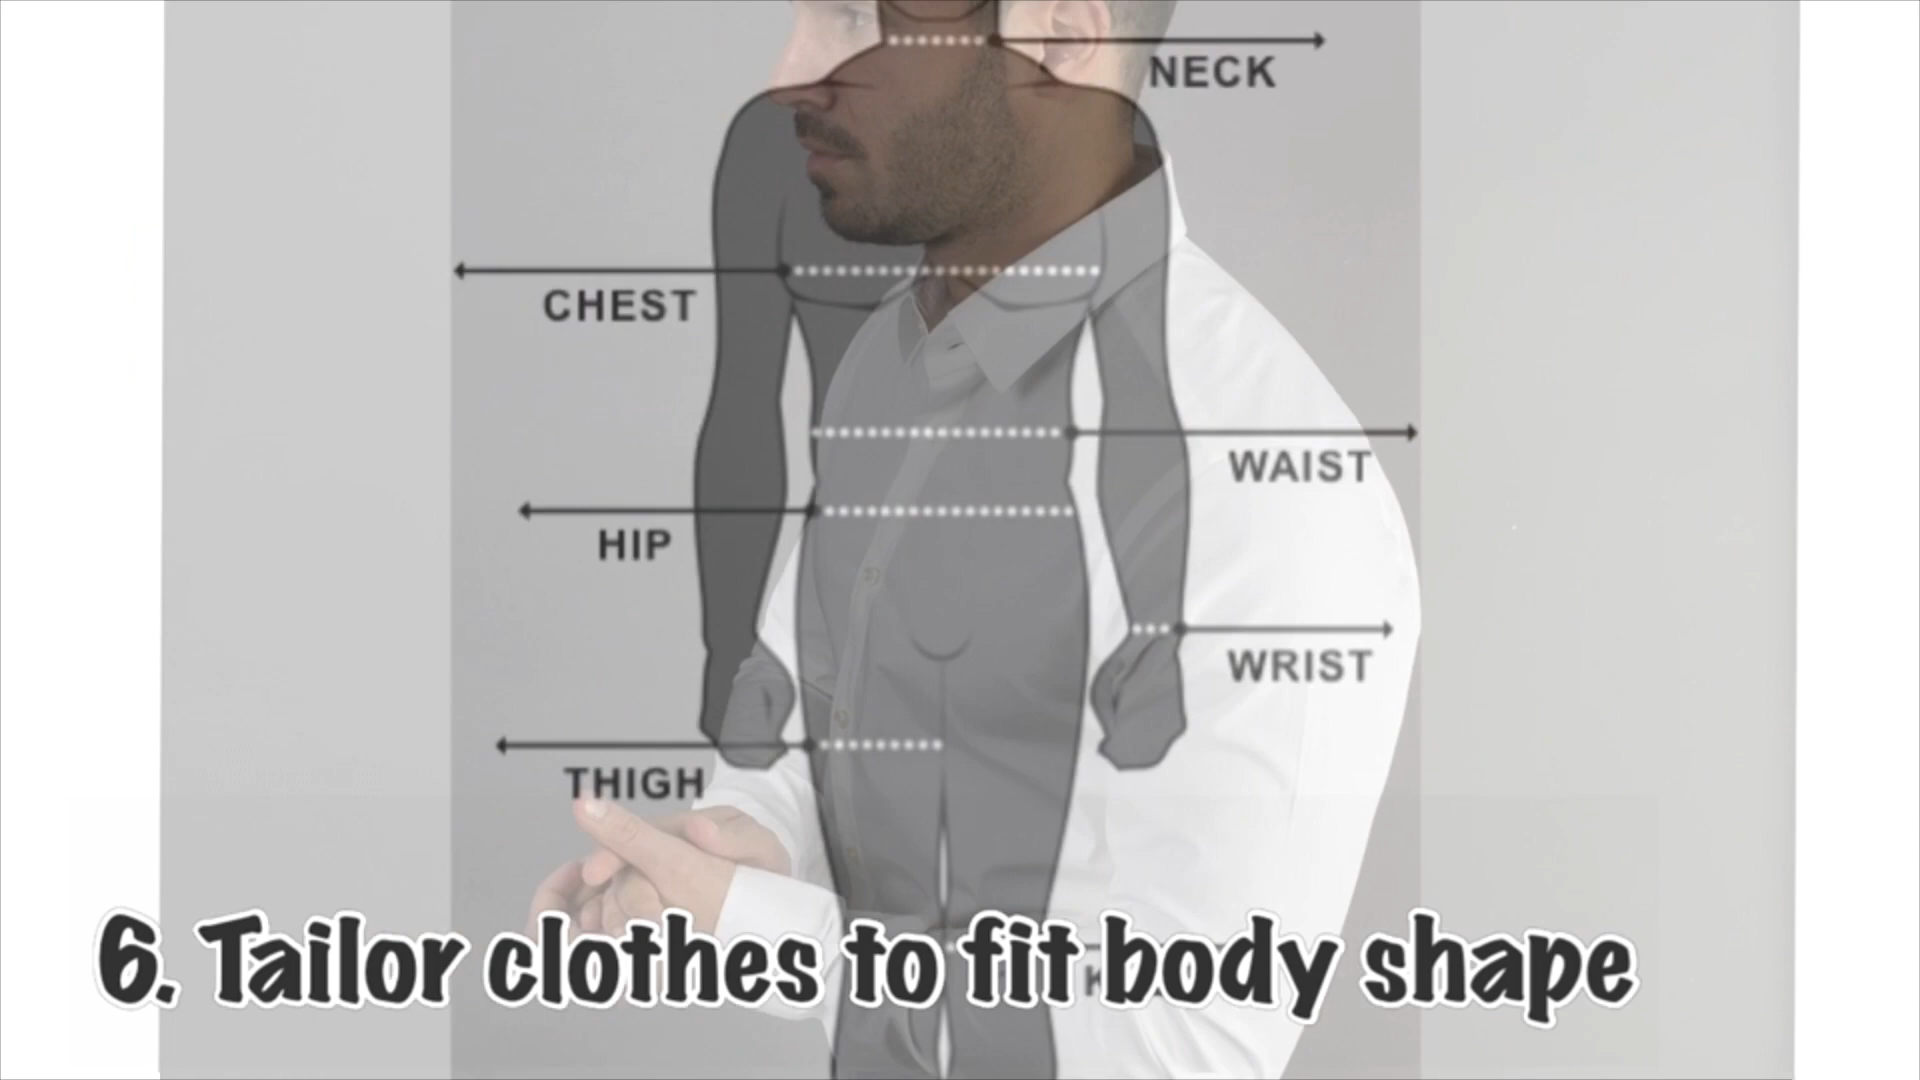 NECK
CHEST
WAIST
HIP
WRIST
THIGH
6. Tailor clothes to fit body shape